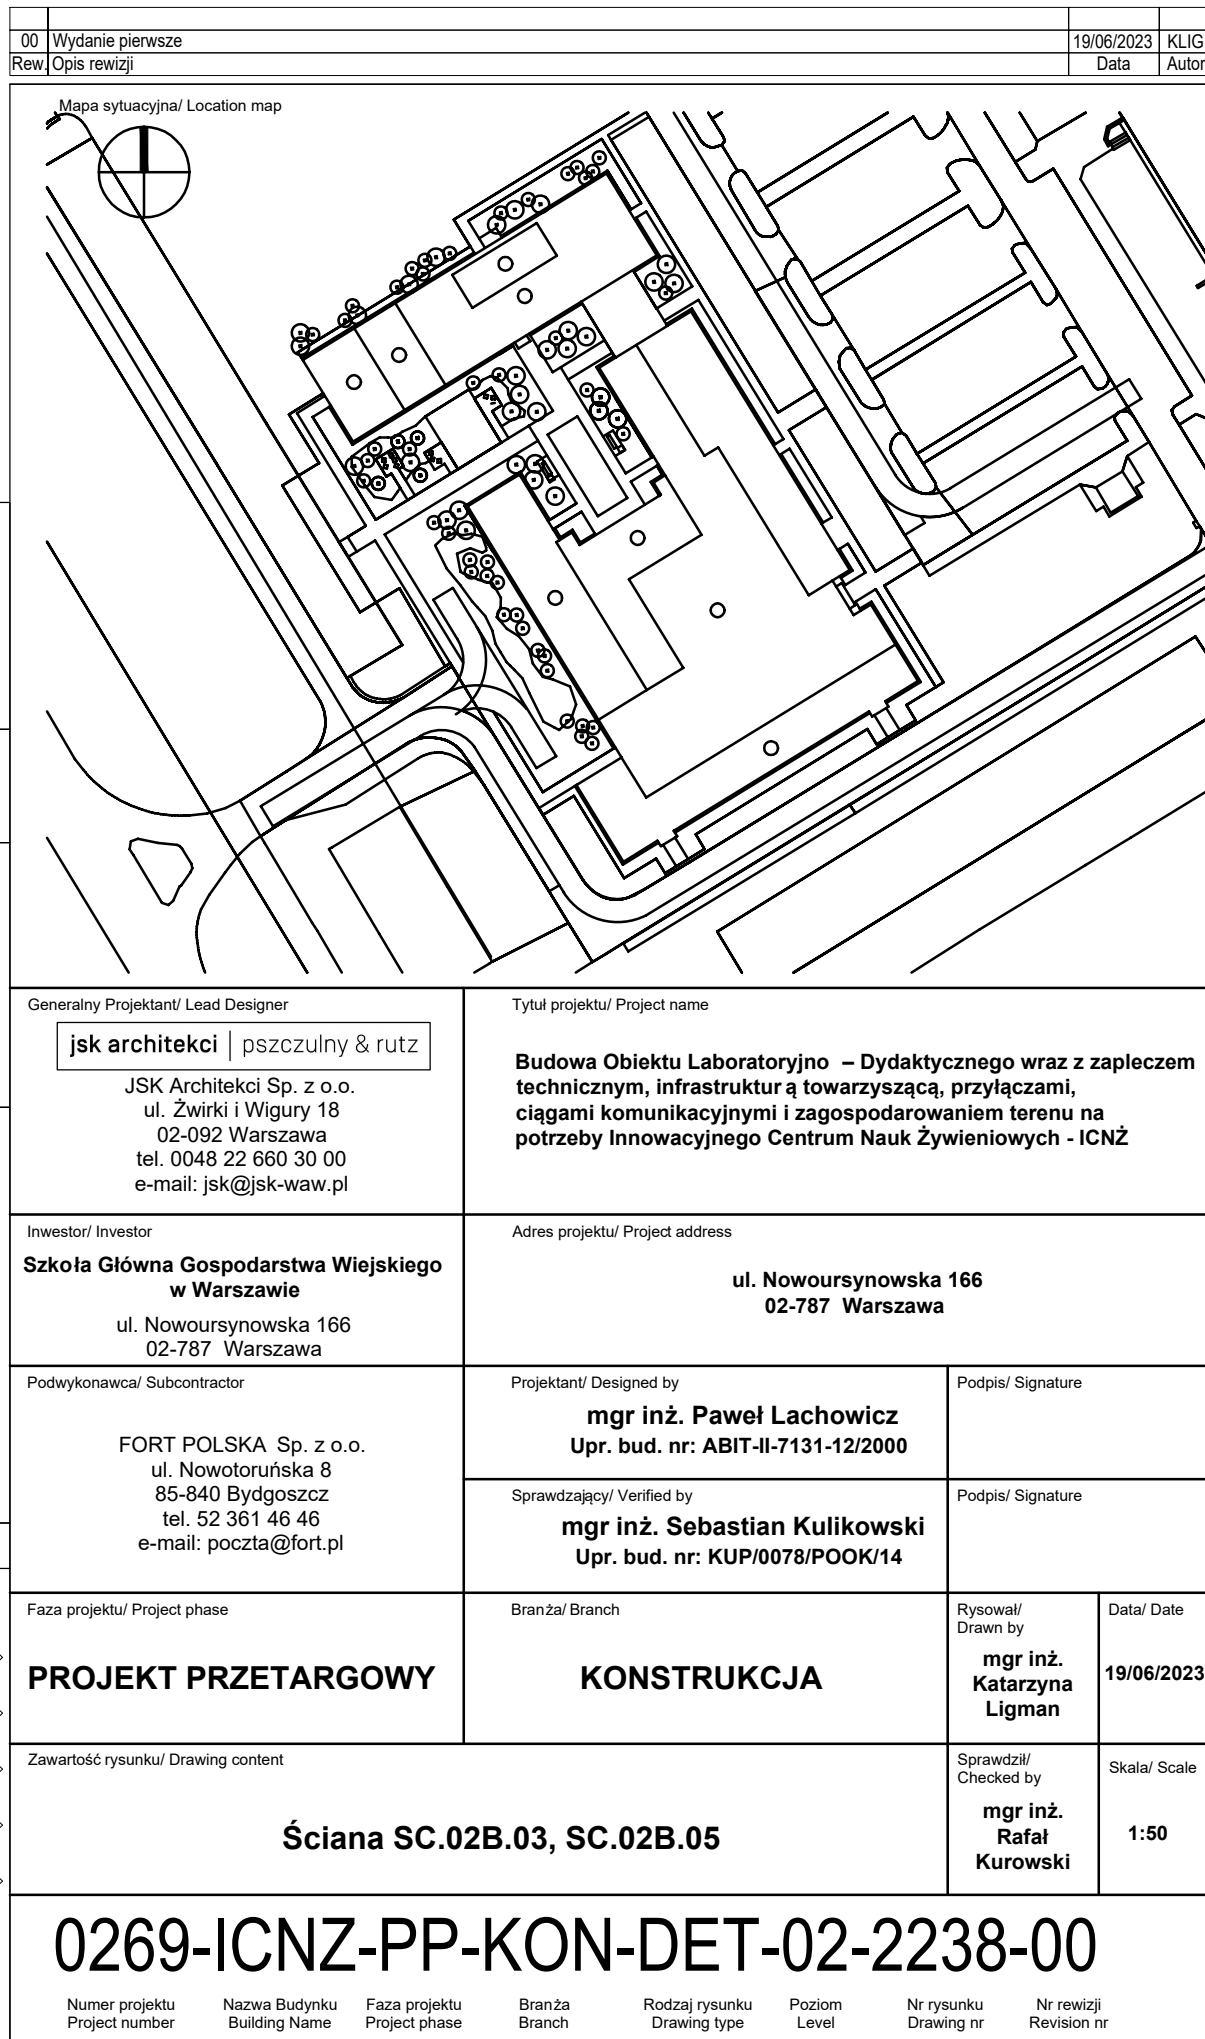 00 Wydanie pierwsze 19/06/2023 KLIG
Rew. Opis rewizji Data Autor
Mapa sytuacyjna/ Location map
Generalny Projektant/ Lead Designer
jsk architekci | pszczulny & rutz
JSK Architekci Sp. z o.o.
ul. Żwirki i Wigury 18
02-092 Warszawa
tel. 0048 22 660 30 00
e-mail: jsk@jsk-waw.pl
Tytuł projektu/ Project name
Budowa Obiektu Laboratoryjno – Dydaktycznego wraz z zapleczem
technicznym, infrastruktur ą towarzyszącą, przyłączami,
ciągami komunikacyjnymi i zagospodarowaniem terenu na
potrzeby Innowacyjnego Centrum Nauk Żywieniowych - ICNŻ
Inwestor/ Investor
Szkoła Główna Gospodarstwa Wiejskiego
w Warszawie
ul. Nowoursynowska 166
02-787 Warszawa
Adres projektu/ Project address
ul. Nowoursynowska 166
02-787 Warszawa
Podwykonawca/ Subcontractor
FORT POLSKA Sp. z o.o.
ul. Nowotoruńska 8
85-840 Bydgoszcz
tel. 52 361 46 46
e-mail: poczta@fort.pl
Projektant/ Designed by
mgr inż. Paweł Lachowicz
Upr. bud. nr: ABIT-II-7131-12/2000
Podpis/ Signature
Sprawdzający/ Verified by
mgr inż. Sebastian Kulikowski
Upr. bud. nr: KUP/0078/POOK/14
Podpis/ Signature
Faza projektu/ Project phase
PROJEKT PRZETARGOWY
Branża/ Branch
KONSTRUKCJA
Rysował/
Drawn by
mgr inż.
Katarzyna
Ligman
Data/ Date
19/06/2023
Zawartość rysunku/ Drawing content
Ściana SC.02B.03, SC.02B.05
Sprawdził/
Checked by
mgr inż.
Rafał
Kurowski
Skala/ Scale
1:50
0269-ICNZ-PP-KON-DET-02-2238-00
Numer projektu Nazwa Budynku Faza projektu Branża Rodzaj rysunku Poziom Nr rysunku Nr rewizji
Project number Building Name Project phase Branch Drawing type Level Drawing nr Revision nr